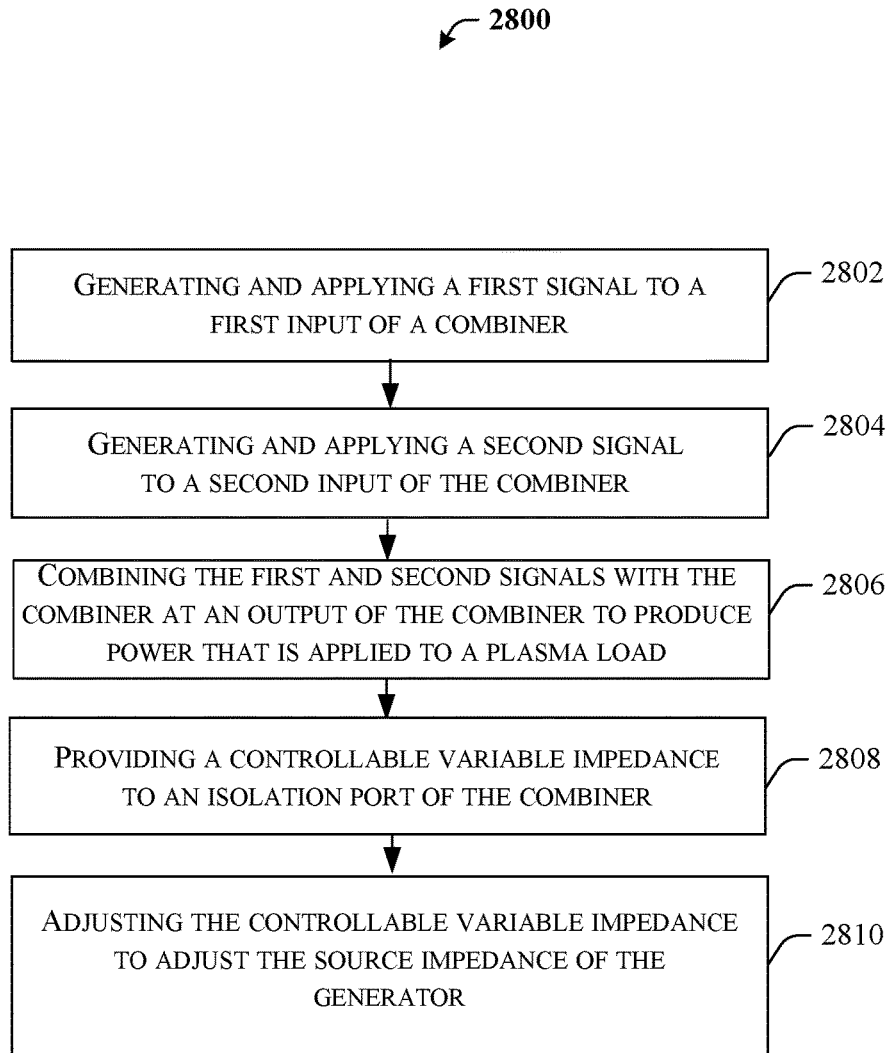 2800
GENERATING AND APPLYING A FIRST SIGNAL TO A
FIRST INPUT OF A COMBINER
2802
GENERATING AND APPLYING A SECOND SIGNAL
TO A SECOND INPUT OF THE COMBINER
2804
COMBINING THE FIRST AND SECOND SIGNALS WITH THE
COMBINER AT AN OUTPUT OF THE COMBINER TO PRODUCE
POWER THAT IS APPLIED TO A PLASMA LOAD
2806
PROVIDING A CONTROLLABLE VARIABLE IMPEDANCE
TO AN ISOLATION PORT OF THE COMBINER
2808
ADJUSTING THE CONTROLLABLE VARIABLE IMPEDANCE
TO ADJUST THE SOURCE IMPEDANCE OF THE
GENERATOR
2810